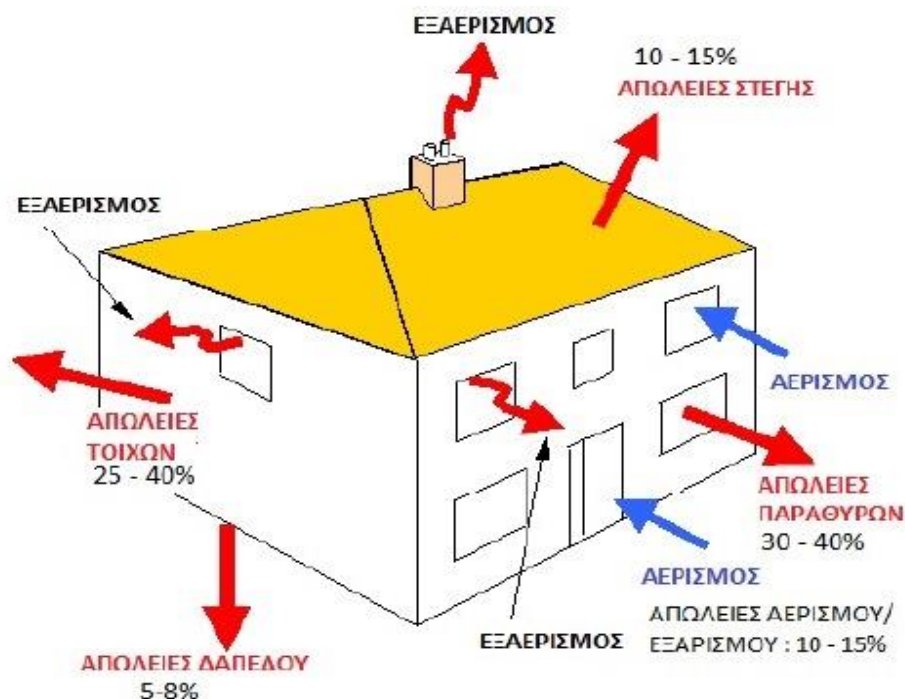 ΕΞΑΕΡΙΣΜΟΣ
10 - 15%
ΑΠΩΛΕΙΕΣ ΣΤΕΓΗΣ
ΕΞΑΕΡΙΣΜΟΣ
ΑΕΡΙΣΜΟΣ
ΑΠΩΛΕΙΕΣ
ΤΟΙΧΩΝ
25 - 40%
ΑΠΩΛΕΙΕΣ
ΠΑΡΑΘΥΡΩΝ
30 - 40%
ΑΕΡΙΣΜΟΣ
ΑΠΩΛΕΙΕΣ ΑΕΡΙΣΜΟΥ/
ΕΞΑΡΙΣΜΟΥ : 10 - 15%
ΕΞΑΕΡΙΣΜΟΣ
ΑΠΩΛΕΙΕΣ ΔΑΠΕΔΟΥ
5-8%